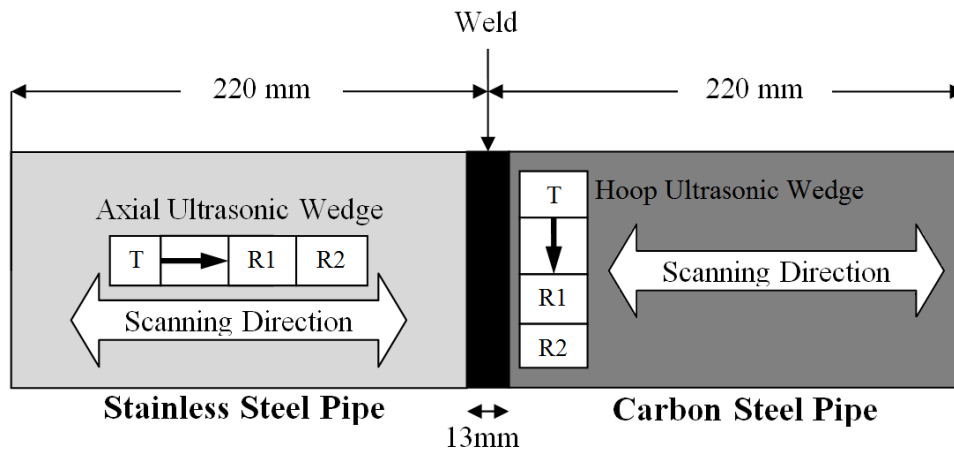 Weld
220 mm
220 mm
Axial Ultrasonic Wedge
T
R1
R2
Scanning Direction
Stainless Steel Pipe
T
R1
R2
Hoop Ultrasonic Wedge
Scanning Direction
Carbon Steel Pipe
13mm